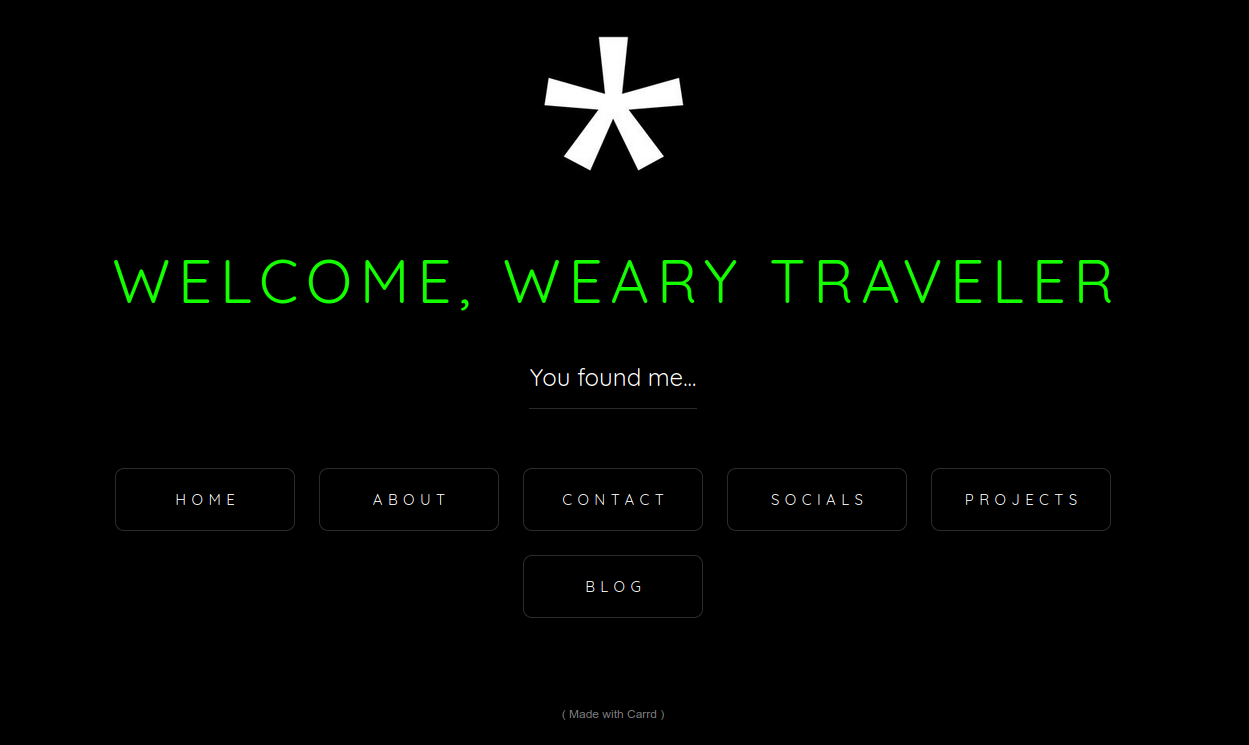 WELCOME, WEARY TRAVELER
You found me...
HOME ABOUT CONTACT SOCIALS PROJECTS
BLOG
( Made with Carrd )